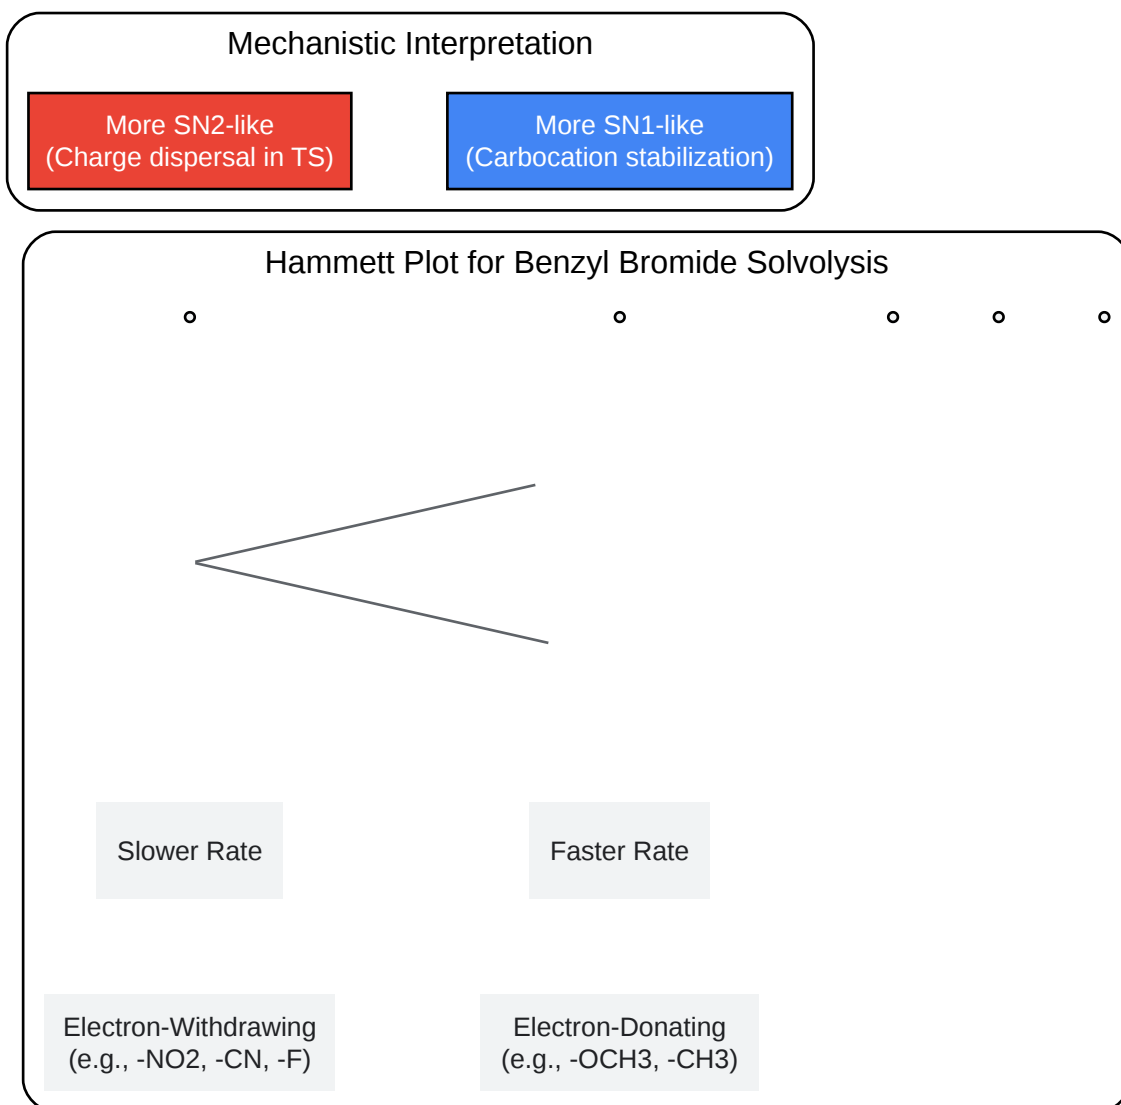 Mechanistic Interpretation
More SN2-like
(Charge dispersal in TS)
More SN1-like
(Carbocation stabilization)
Hammett Plot for Benzyl Bromide Solvolysis
Slower Rate
Faster Rate
Electron-Withdrawing
(e.g., -NO2, -CN, -F)
Electron-Donating
(e.g., -OCH3, -CH3)